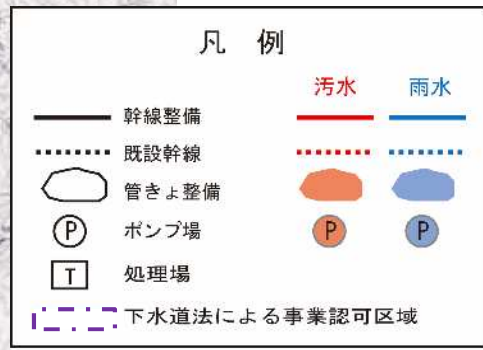 凡 例
汚水 雨水
幹線整備
既設幹線
管きょ整備
P ポンプ場 P P
T 処理場
下水道法による事業認可区域